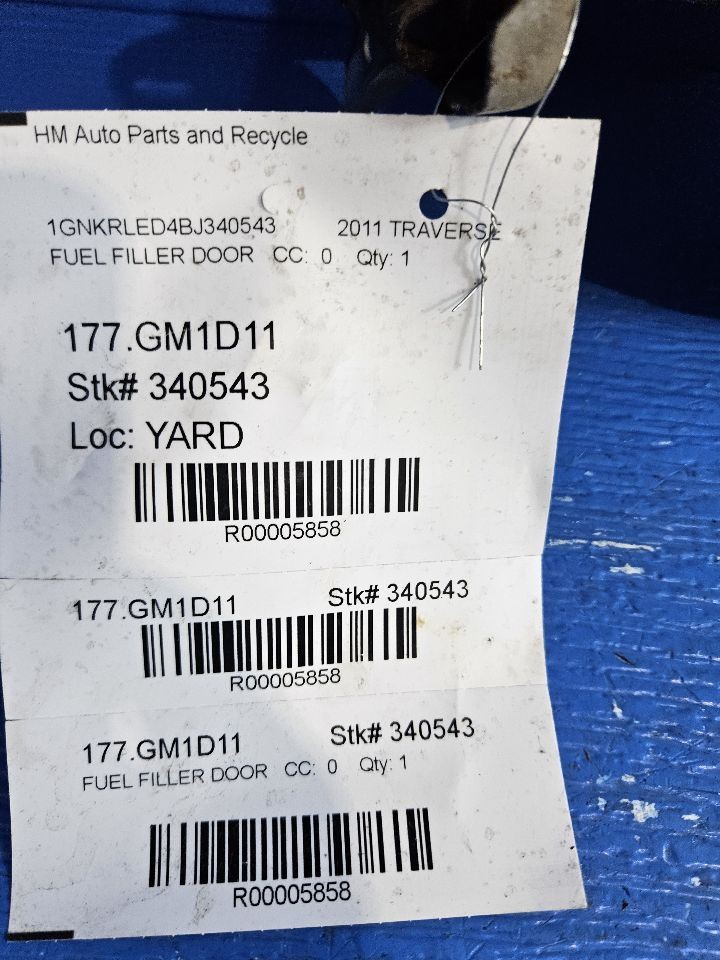 HM Auto Parts and Recycle
1GNKRLED4BJ340543 2011 TRAVERSE
FUEL FILLER DOOR CC: 0 Qty: 1
177.GM1D11
Stk# 340543
Loc: YARD
R00005858
177.GM1D11 Stk# 340543
R00005858
177.GM1D11 Stk# 340543
FUEL FILLER DOOR CC: 0 Qty: 1
R00005858